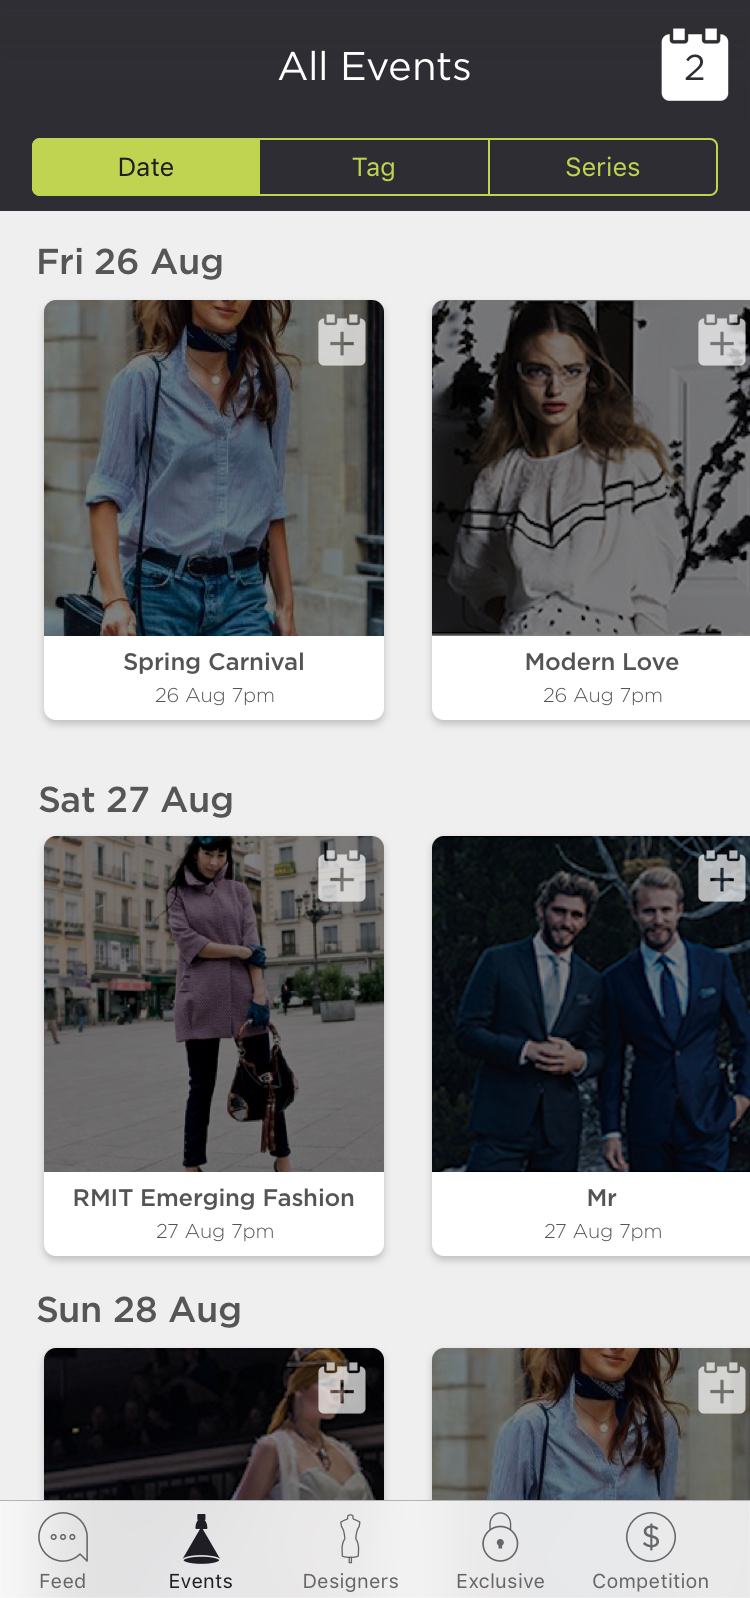 All Events
2
Date
Tag
Series
Fri 26 Aug
Spring Carnival
26 Aug 7pm
Modern Love
26 Aug 7pm
Sat 27 Aug
RMIT Emerging Fashion
27 Aug 7pm
Mr
27 Aug 7pm
Sun 28 Aug
Feed
Events
Designers
Exclusive
$
Competition